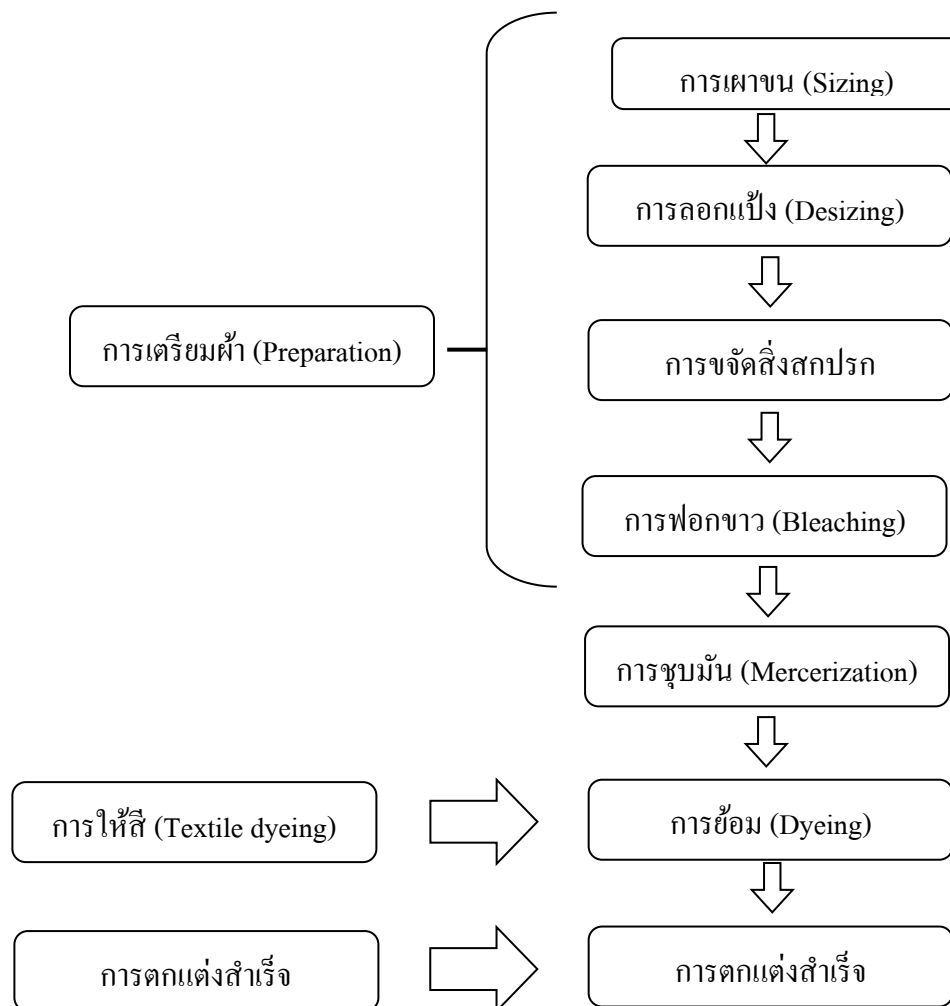 การเผาขน (Sizing)
การลอกแป้ง (Desizing)
การเตรียมผ้า (Preparation)
การขจัดสิ่งสกปรก
การฟอกขาว (Bleaching)
การชุบมัน (Mercerization)
การให้สี (Textile dyeing)
การย้อม (Dyeing)
การตกแต่งสำเร็จ
การตกแต่งสำเร็จ